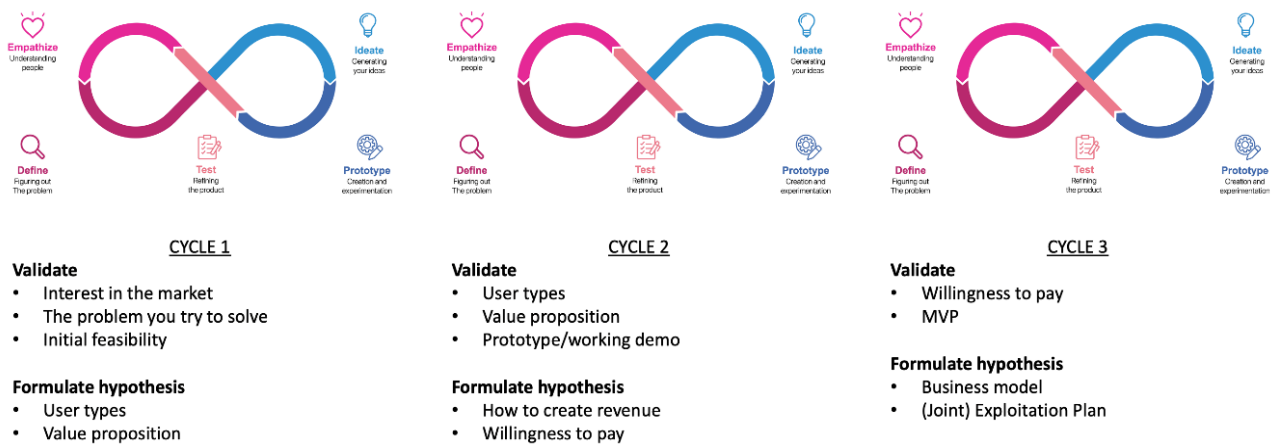 Empathize
Understanding
people
Ideate
Generating
your ideas
Define
Figuring out
The problem
Test
Refining
the product
Prototype
Creation and
experimentation
CYCLE 1
Validate
• Interest in the market
• The problem you try to solve
• Initial feasibility
Formulate hypothesis
• User types
• Value proposition
Empathize
Understanding
people
Ideate
Generating
your ideas
Define
Figuring out
The problem
Test
Refining
the product
Prototype
Creation and
experimentation
CYCLE 2
Validate
• User types
• Value proposition
• Prototype/working demo
Formulate hypothesis
• How to create revenue
• Willingness to pay
Empathize
Understanding
people
Ideate
Generating
your ideas
Define
Figuring out
The problem
Test
Refining
the product
Prototype
Creation and
experimentation
CYCLE 3
Validate
• Willingness to pay
• MVP
Formulate hypothesis
• Business model
• (Joint) Exploitation Plan